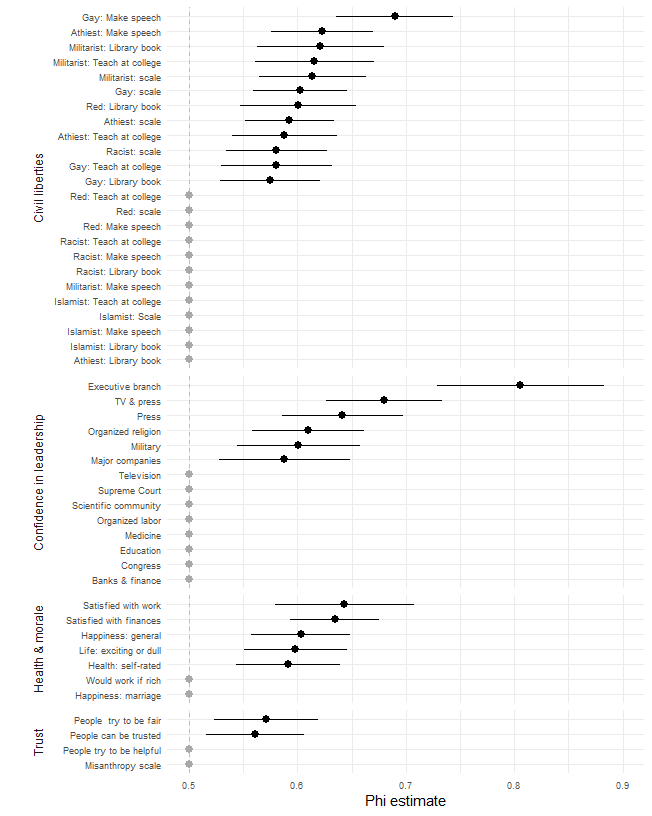 Civil liberties
Gay: Make speech
Athiest: Make speech
Militarist: Library book
Militarist: Teach at college
Militarist: scale
Gay: scale
Red: Library book
Athiest: scale
Athiest: Teach at college
Racist: scale
Gay: Teach at college
Gay: Library book
Red: Teach at college
Red: scale
Red: Make speech
Racist: Teach at college
Racist: Make speech
Racist: Library book
Militarist: Make speech
Islamist: Teach at college
Islamist: Scale
Islamist: Make speech
Islamist: Library book
Athiest: Library book
Confidence in leadership
Executive branch
TV & press
Press
Organized religion
Military
Major companies
Television
Supreme Court
Scientific community
Organized labor
Medicine
Education
Congress
Banks & finance
Health & morale
Satisfied with work
Satisfied with finances
Happiness: general
Life: exciting or dull
Health: self-rated
Would work if rich
Happiness: marriage
Trust
People try to be fair
People can be trusted
People try to be helpful
Misanthropy scale
0.5 0.6 0.7 0.8 0.9
Phi estimate